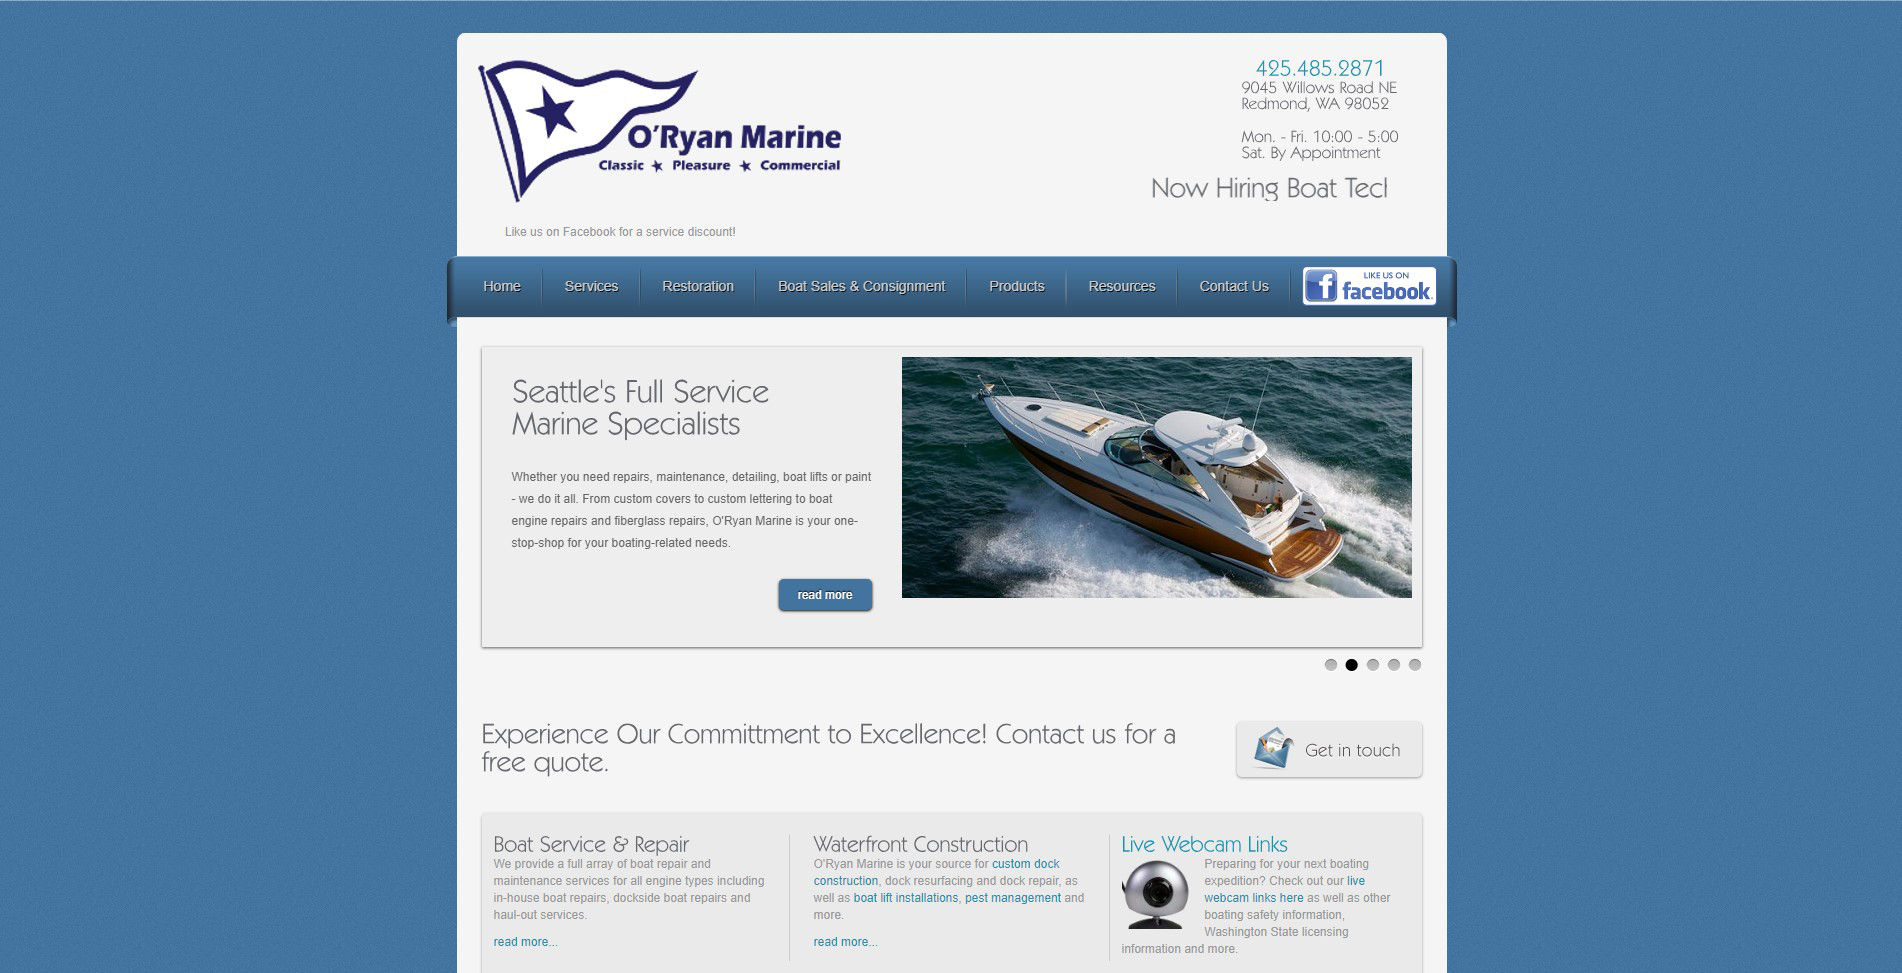 O'Ryan Marine
Classic ★ Pleasure ★ Commercial
425.485.2871
9045 Willows Road NE
Redmond, WA 98052
Mon. - Fri. 10:00 - 5:00
Sat. By Appointment
Now Hiring Boat Tech
Like us on Facebook for a service discount!
Home
Services
Restoration
Boat Sales & Consignment
Products
Resources
Contact Us
LIKE US ON
facebook.
Seattle's Full Service
Marine Specialists
Whether you need repairs, maintenance, detailing, boat lifts or paint
- we do it all. From custom covers to custom lettering to boat
engine repairs and fiberglass repairs, O'Ryan Marine is your one-
stop-shop for your boating-related needs.
read more
Experience Our Committment to Excellence! Contact us for a
free quote.
Get in touch
Boat Service & Repair
We provide a full array of boat repair and
maintenance services for all engine types including
in-house boat repairs, dockside boat repairs and
haul-out services.
read more...
Waterfront Construction
O'Ryan Marine is your source for custom dock
construction, dock resurfacing and dock repair, as
well as boat lift installations, pest management and
more.
read more...
Live Webcam Links
Preparing for your next boating
expedition? Check out our live
webcam links here as well as other
boating safety information,
Washington State licensing
information and more.